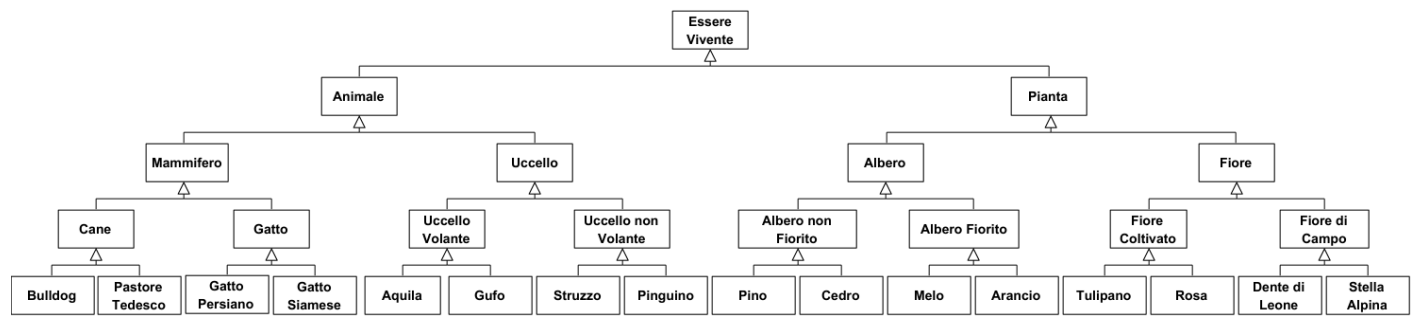 Essere
Vivente
Animale
Pianta
Mammifero
Uccello
Albero
Fiore
Cane
Gatto
Uccello
Volante
Uccello non
Volante
Albero non
Fiorito
Albero Fiorito
Fiore
Coltivato
Fiore di
Campo
Bulldog
Pastore
Tedesco
Gatto
Persiano
Gatto
Siamese
Aquila
Gufo
Struzzo
Pinguino
Pino
Cedro
Melo
Arancio
Tulipano
Rosa
Dente di
Leone
Stella
Alpina